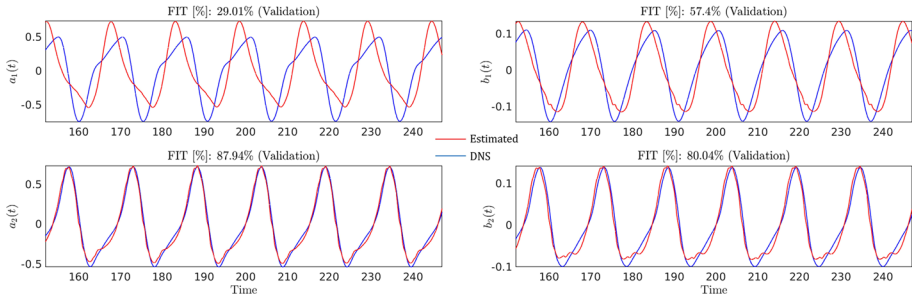 FIT [%]: 29.01% (Validation)
a₁(t)
0.5
0
-0.5
160 170 180 190 200 210 220 230 240
FIT [%]: 57.4% (Validation)
b₁(t)
0.1
0
-0.1
160 170 180 190 200 210 220 230 240
Estimated
DNS
FIT [%]: 87.94% (Validation)
a₂(t)
0.5
0
-0.5
160 170 180 190 200 210 220 230 240
Time
FIT [%]: 80.04% (Validation)
b₂(t)
0.1
0
-0.1
160 170 180 190 200 210 220 230 240
Time